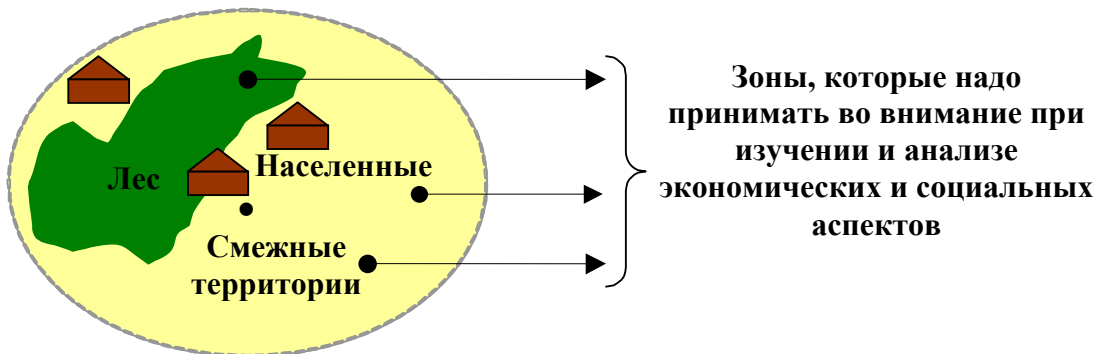 Лес
Населенные
Смежные
территории
Зоны, которые надо
принимать во внимание при
изучении и анализе
экономических и социальных
аспектов